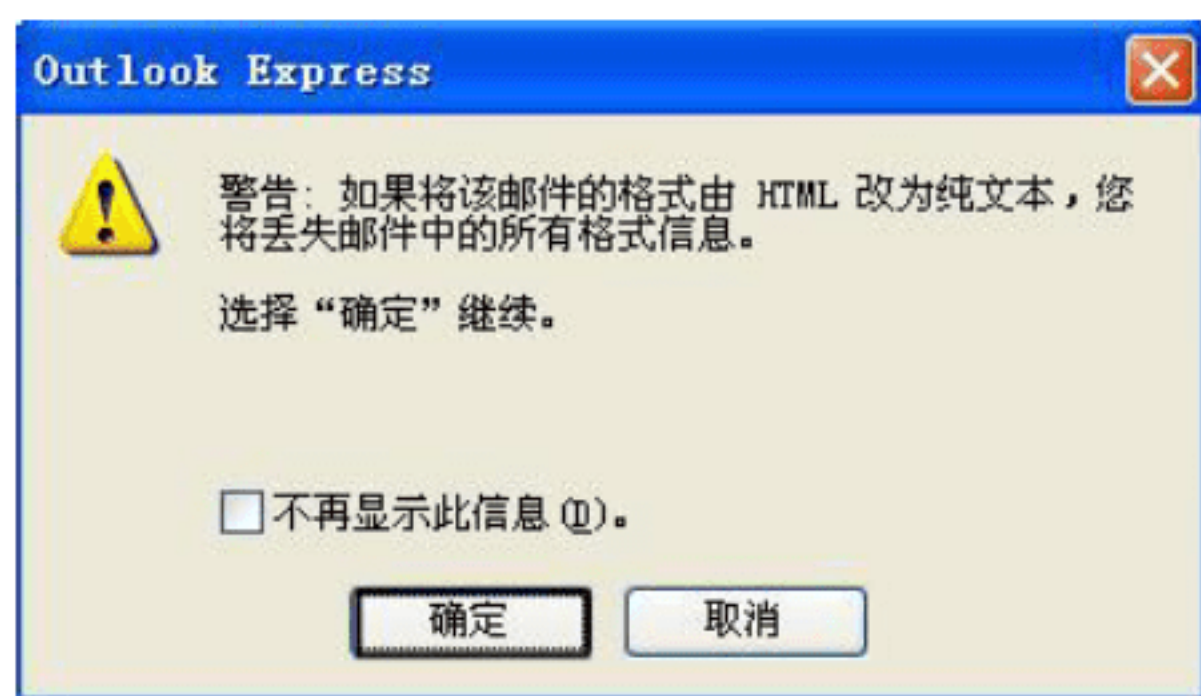 Outlook Express
警告: 如果将该邮件的格式由 HTML 改为纯文本，您
将丢失邮件中的所有格式信息。
选择“确定”继续。
不再显示此信息(D)。
确定
取消